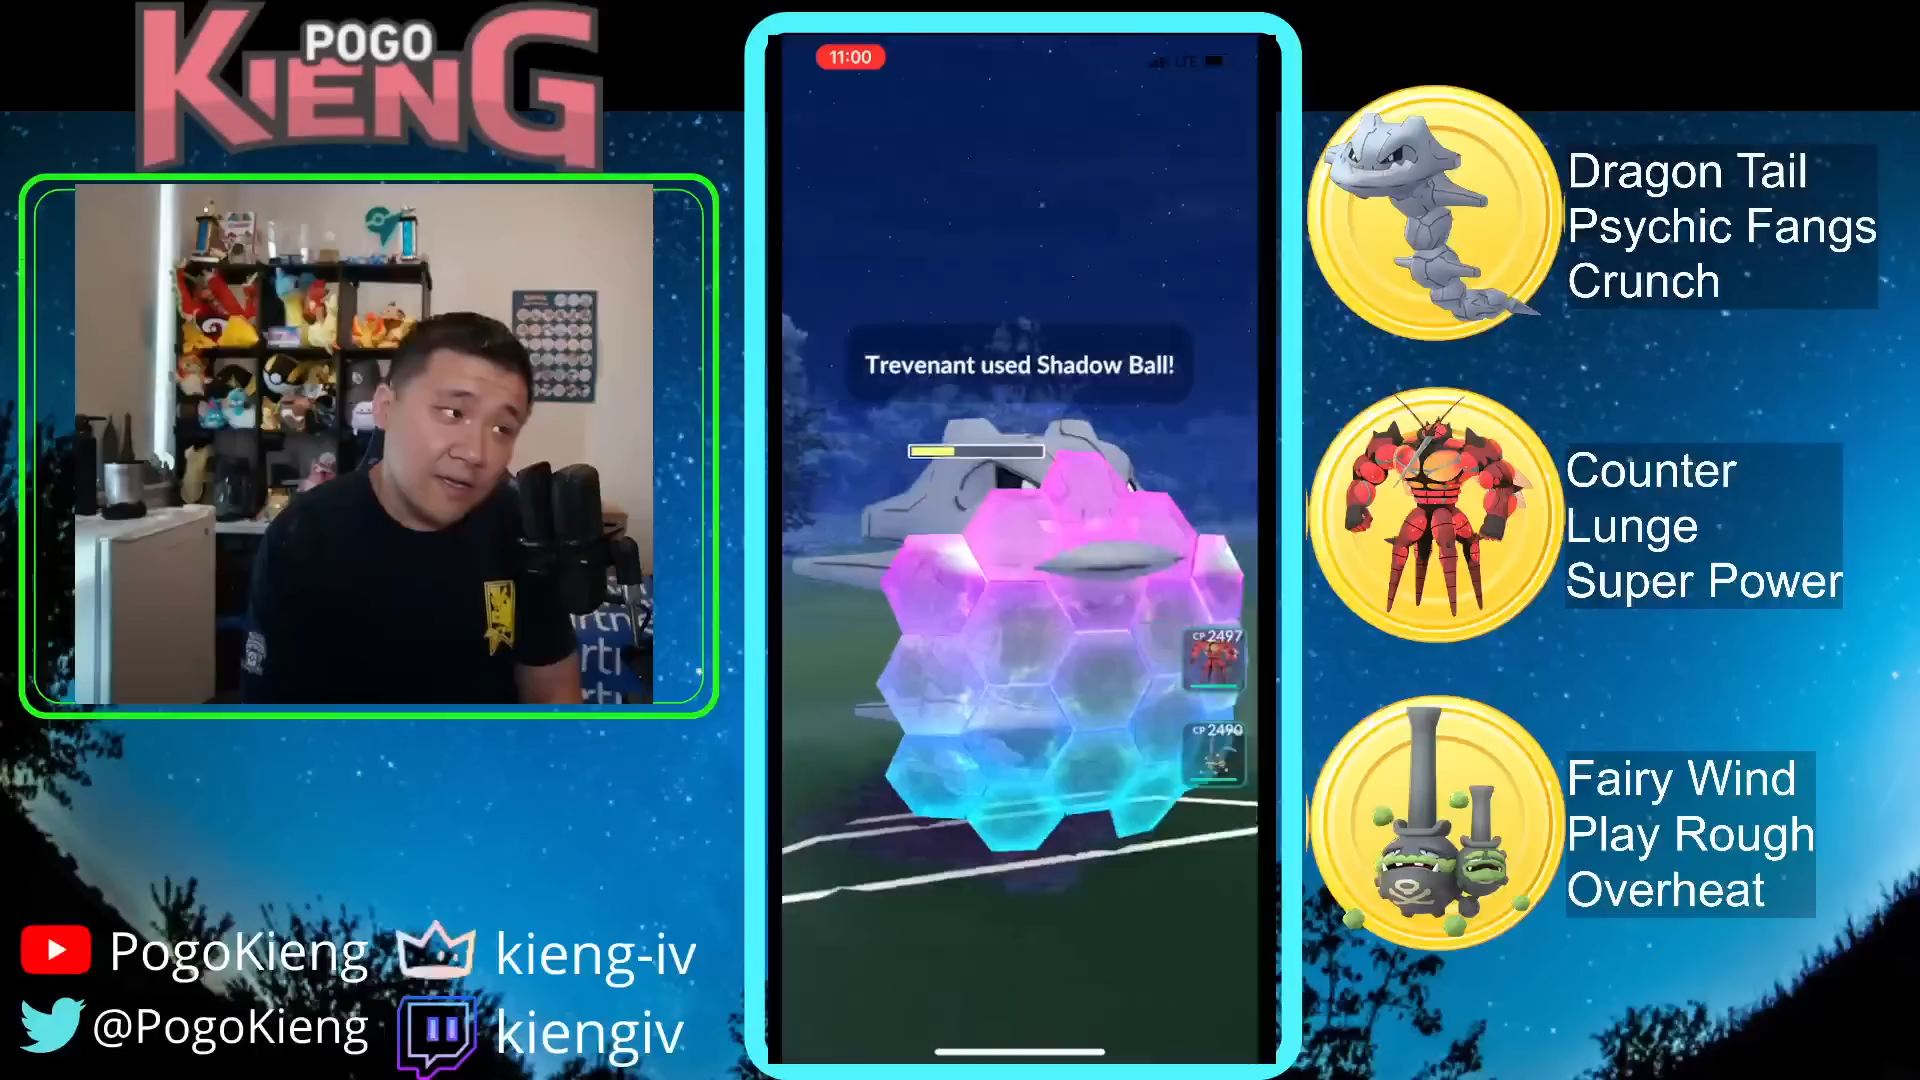 POGO
KIENG
11:00
LTE
Trevenant used Shadow Ball!
CP 2497
CP 2490
Dragon Tail
Psychic Fangs
Crunch
Counter
Lunge
Super Power
Fairy Wind
Play Rough
Overheat
PogoKieng
kieng-iv
@PogoKieng
kiengiv